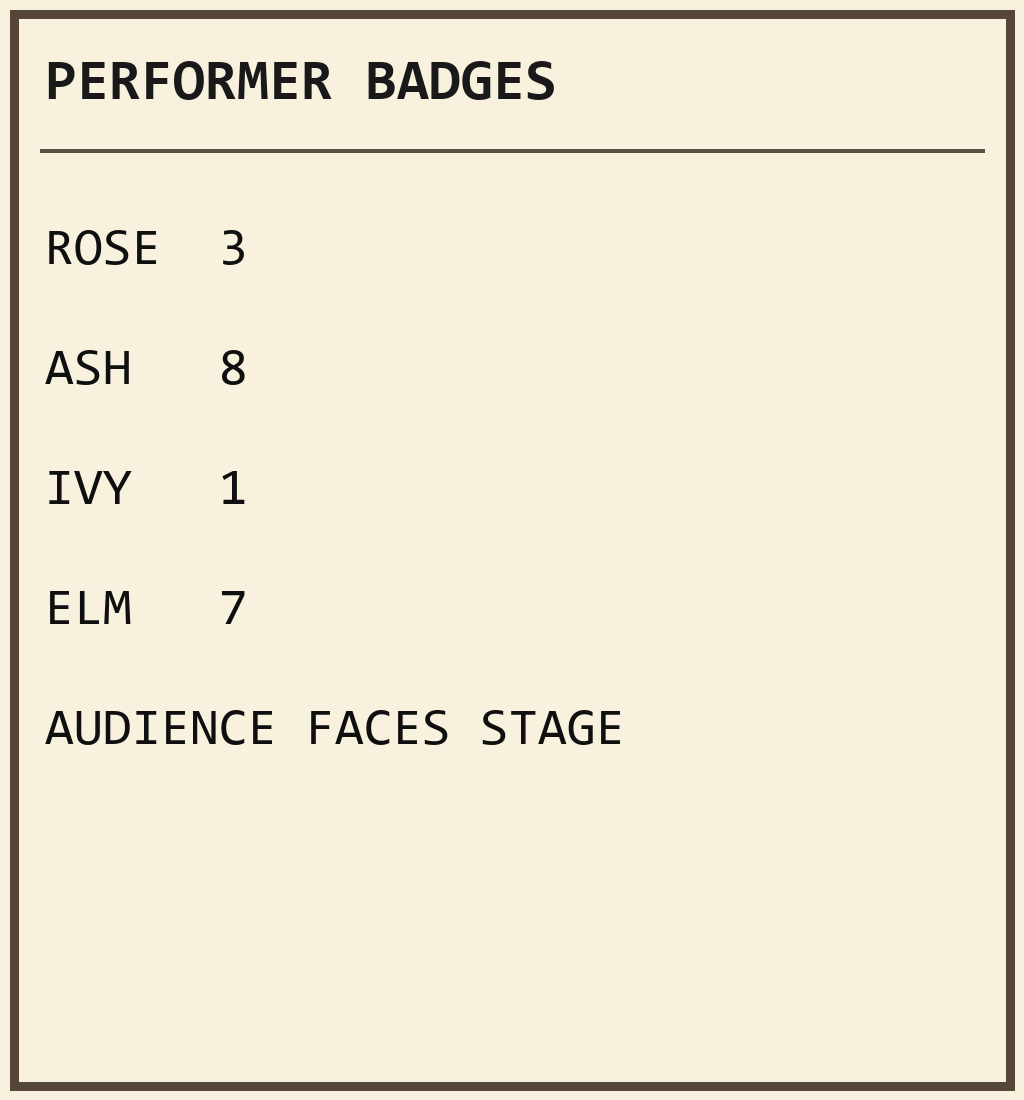 PERFORMER BADGES
ROSE 3
ASH 8
IVY 1
ELM 7
AUDIENCE FACES STAGE